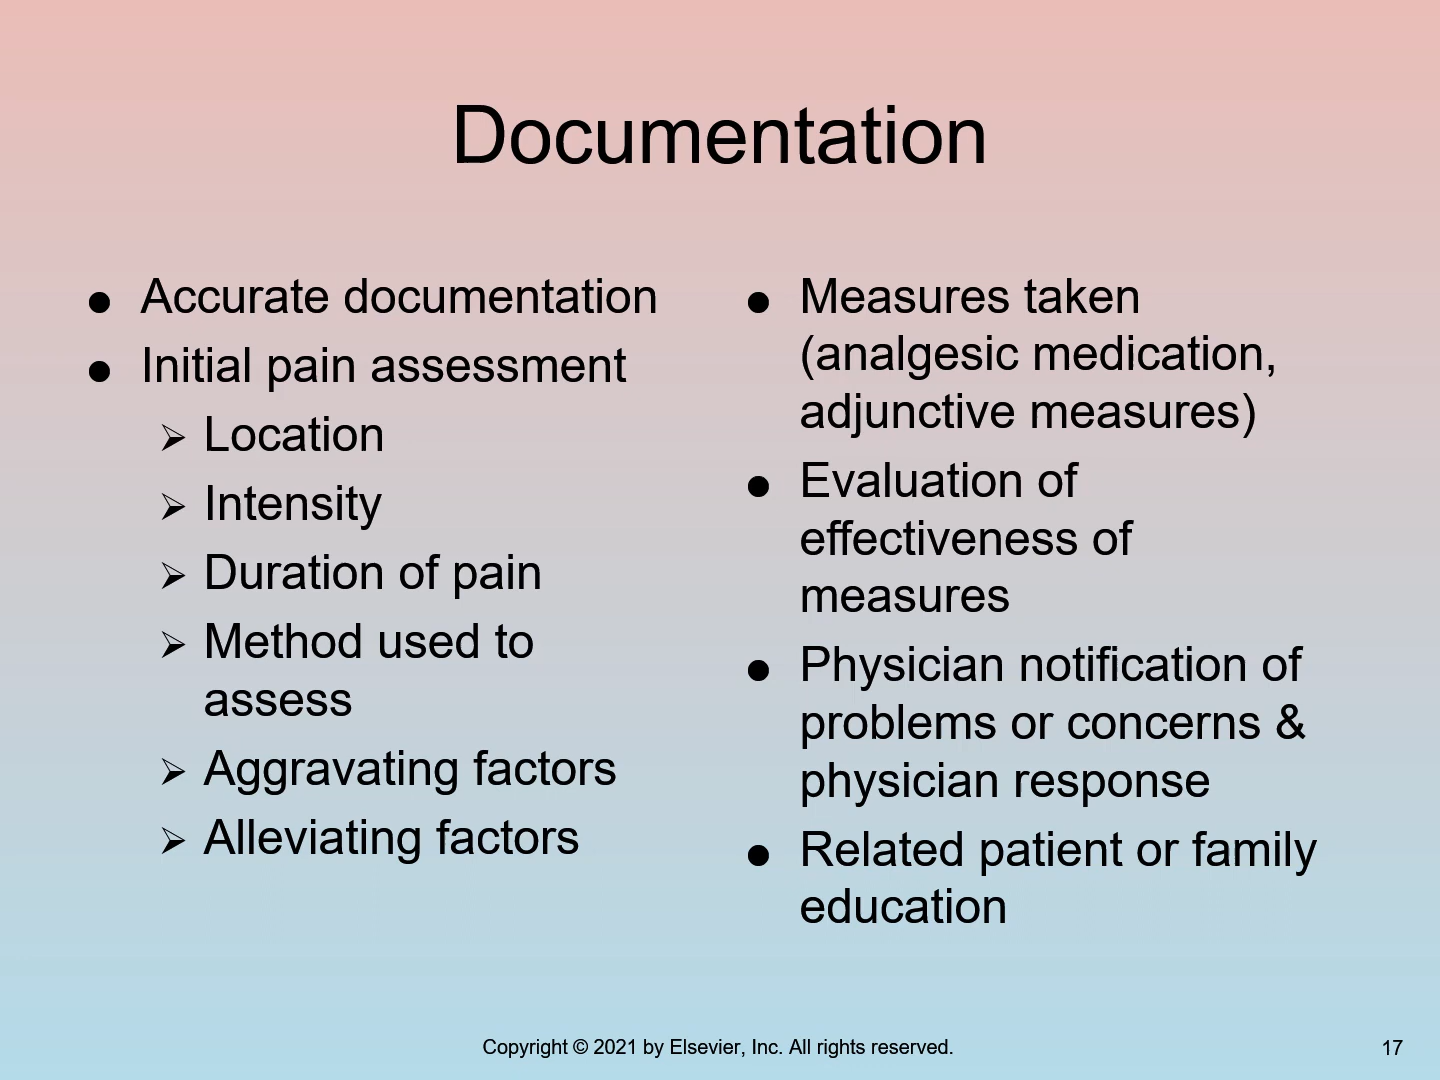 Documentation
● Accurate documentation
● Initial pain assessment
➢ Location
➢ Intensity
➢ Duration of pain
➢ Method used to
assess
➢ Aggravating factors
➢ Alleviating factors
● Measures taken
(analgesic medication,
adjunctive measures)
● Evaluation of
effectiveness of
measures
● Physician notification of
problems or concerns &
physician response
● Related patient or family
education
Copyright © 2021 by Elsevier, Inc. All rights reserved.
17